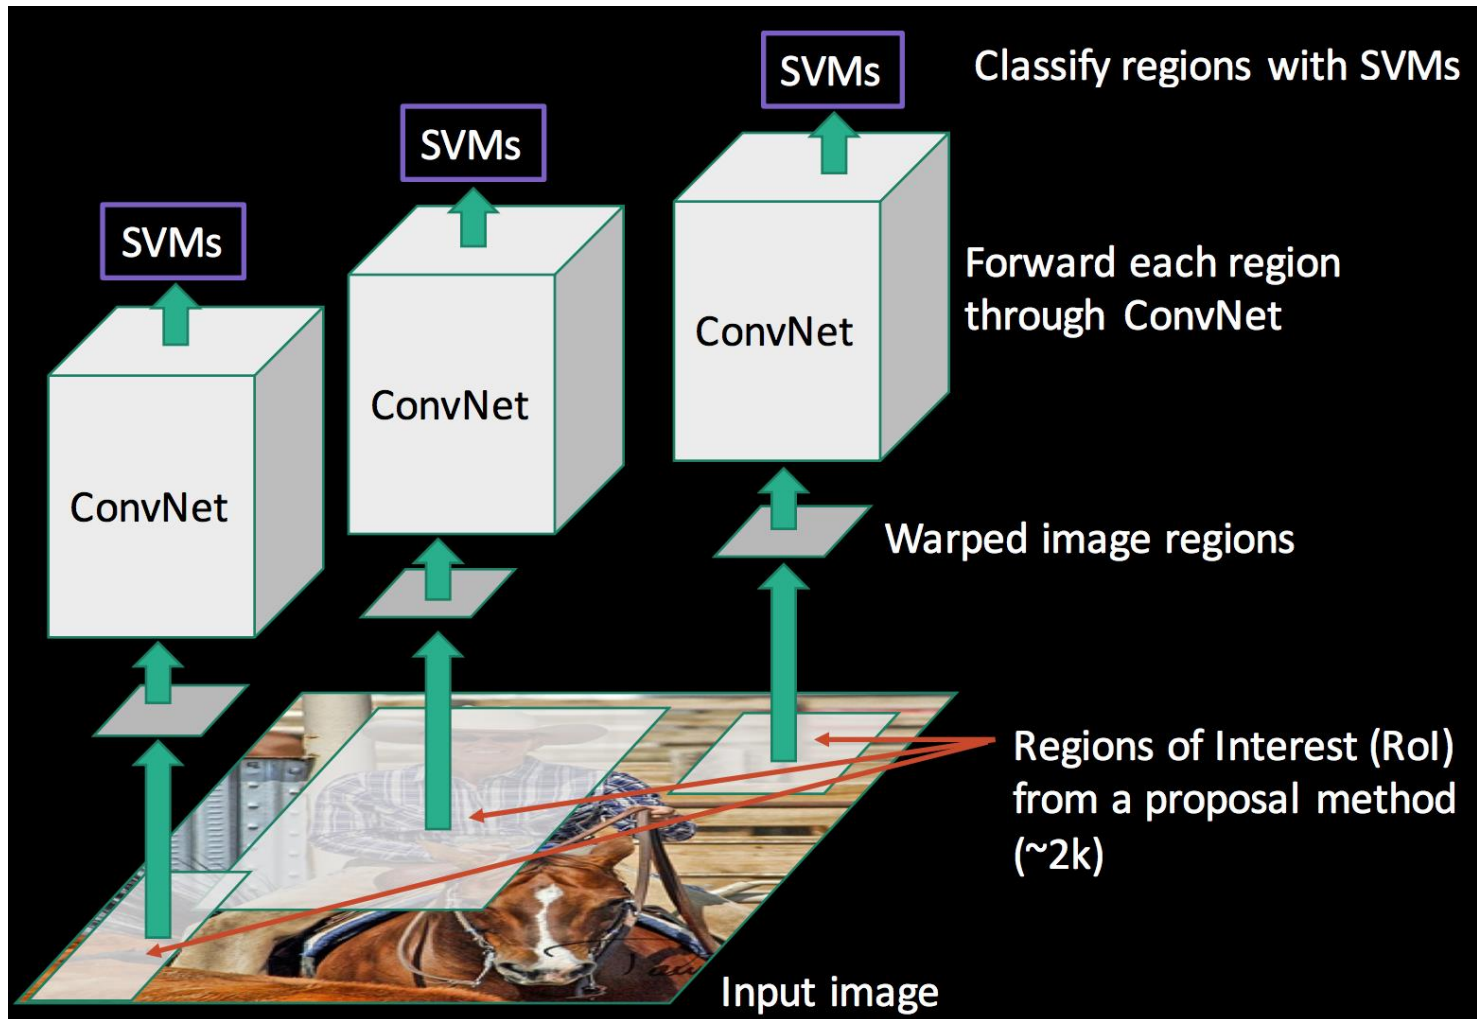 SVMs
Classify regions with SVMs
SVMs
SVMs
Forward each region
through ConvNet
ConvNet
ConvNet
ConvNet
Warped image regions
Regions of Interest (RoI)
from a proposal method
(~2k)
Input image